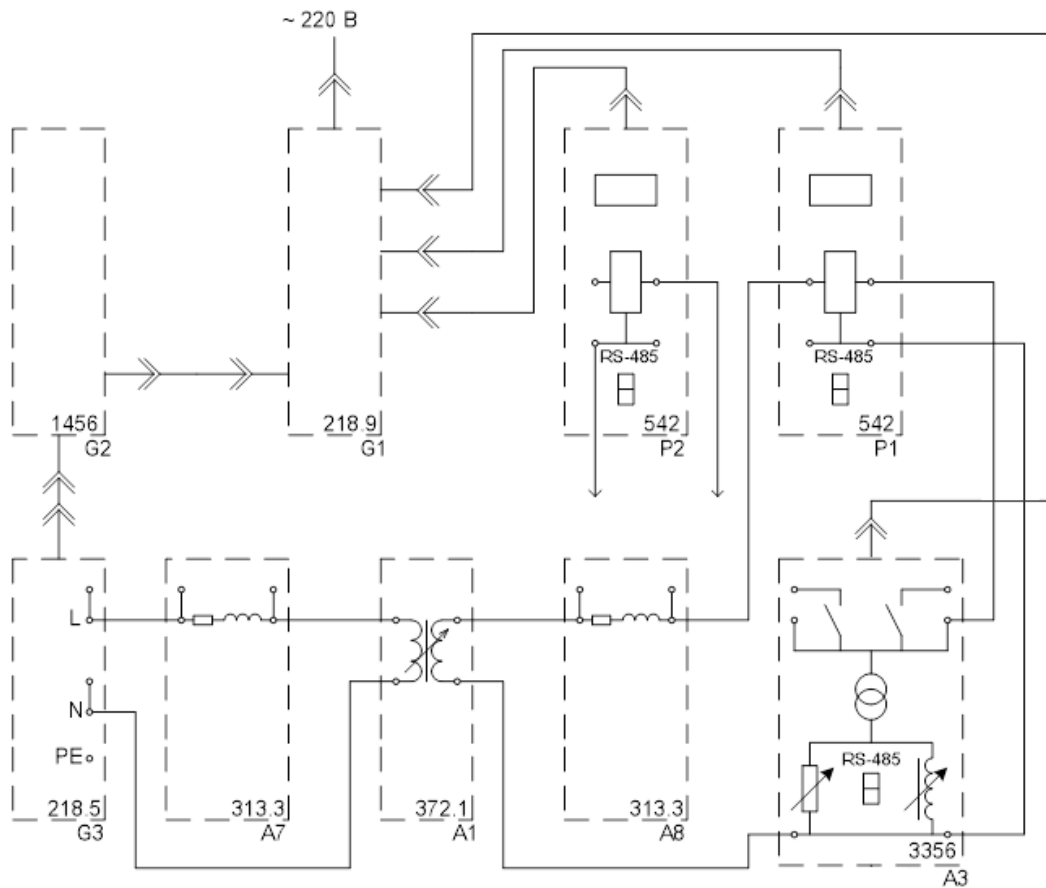 ~ 220 В
RS-485
RS-485
1456
G2
218.9
G1
542
P2
542
P1
L
N
PE
RS-485
218.5
G3
313.3
A7
372.1
A1
313.3
A8
3356
A3